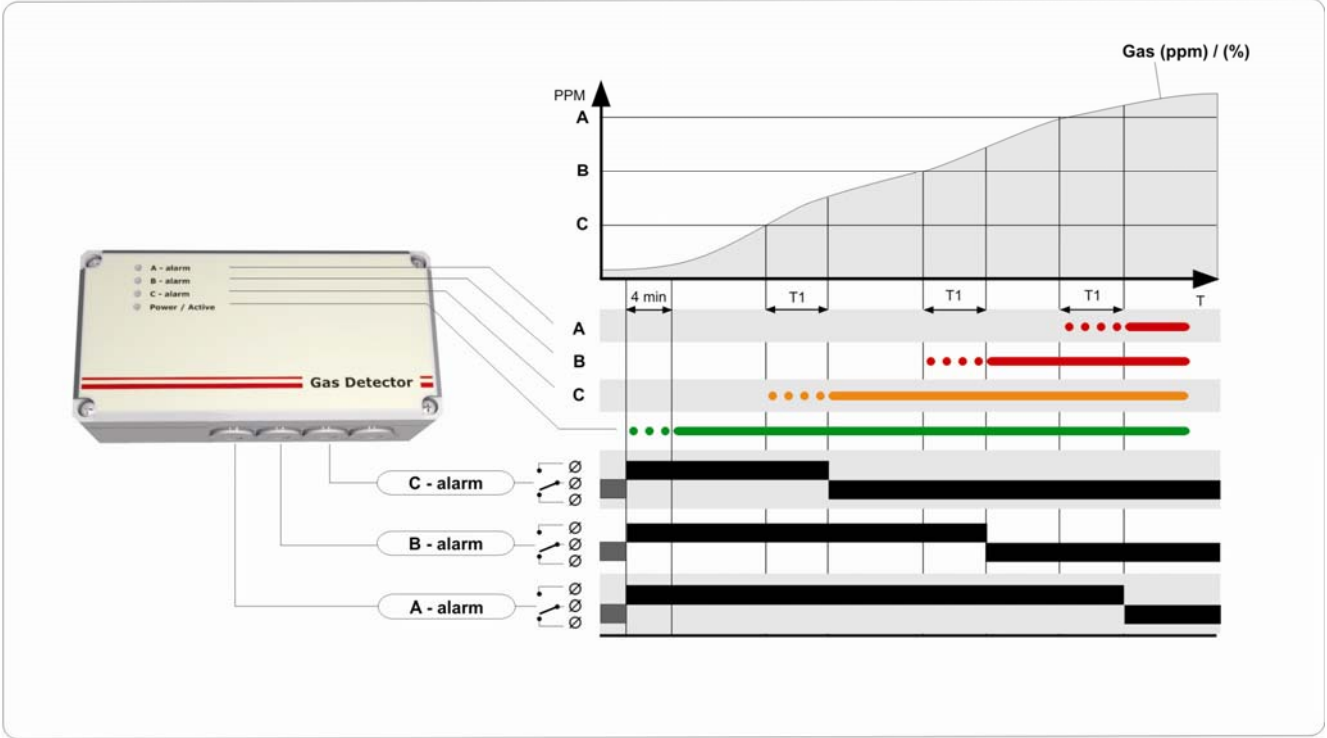 Gas (ppm) / (%)
PPM
A
B
C
4 min
T1
T1
T1
T
A - alarm
B - alarm
C - alarm
Power / Active
Gas Detector
A
B
C
C - alarm
Ø
Ø
Ø
B - alarm
Ø
Ø
Ø
A - alarm
Ø
Ø
Ø